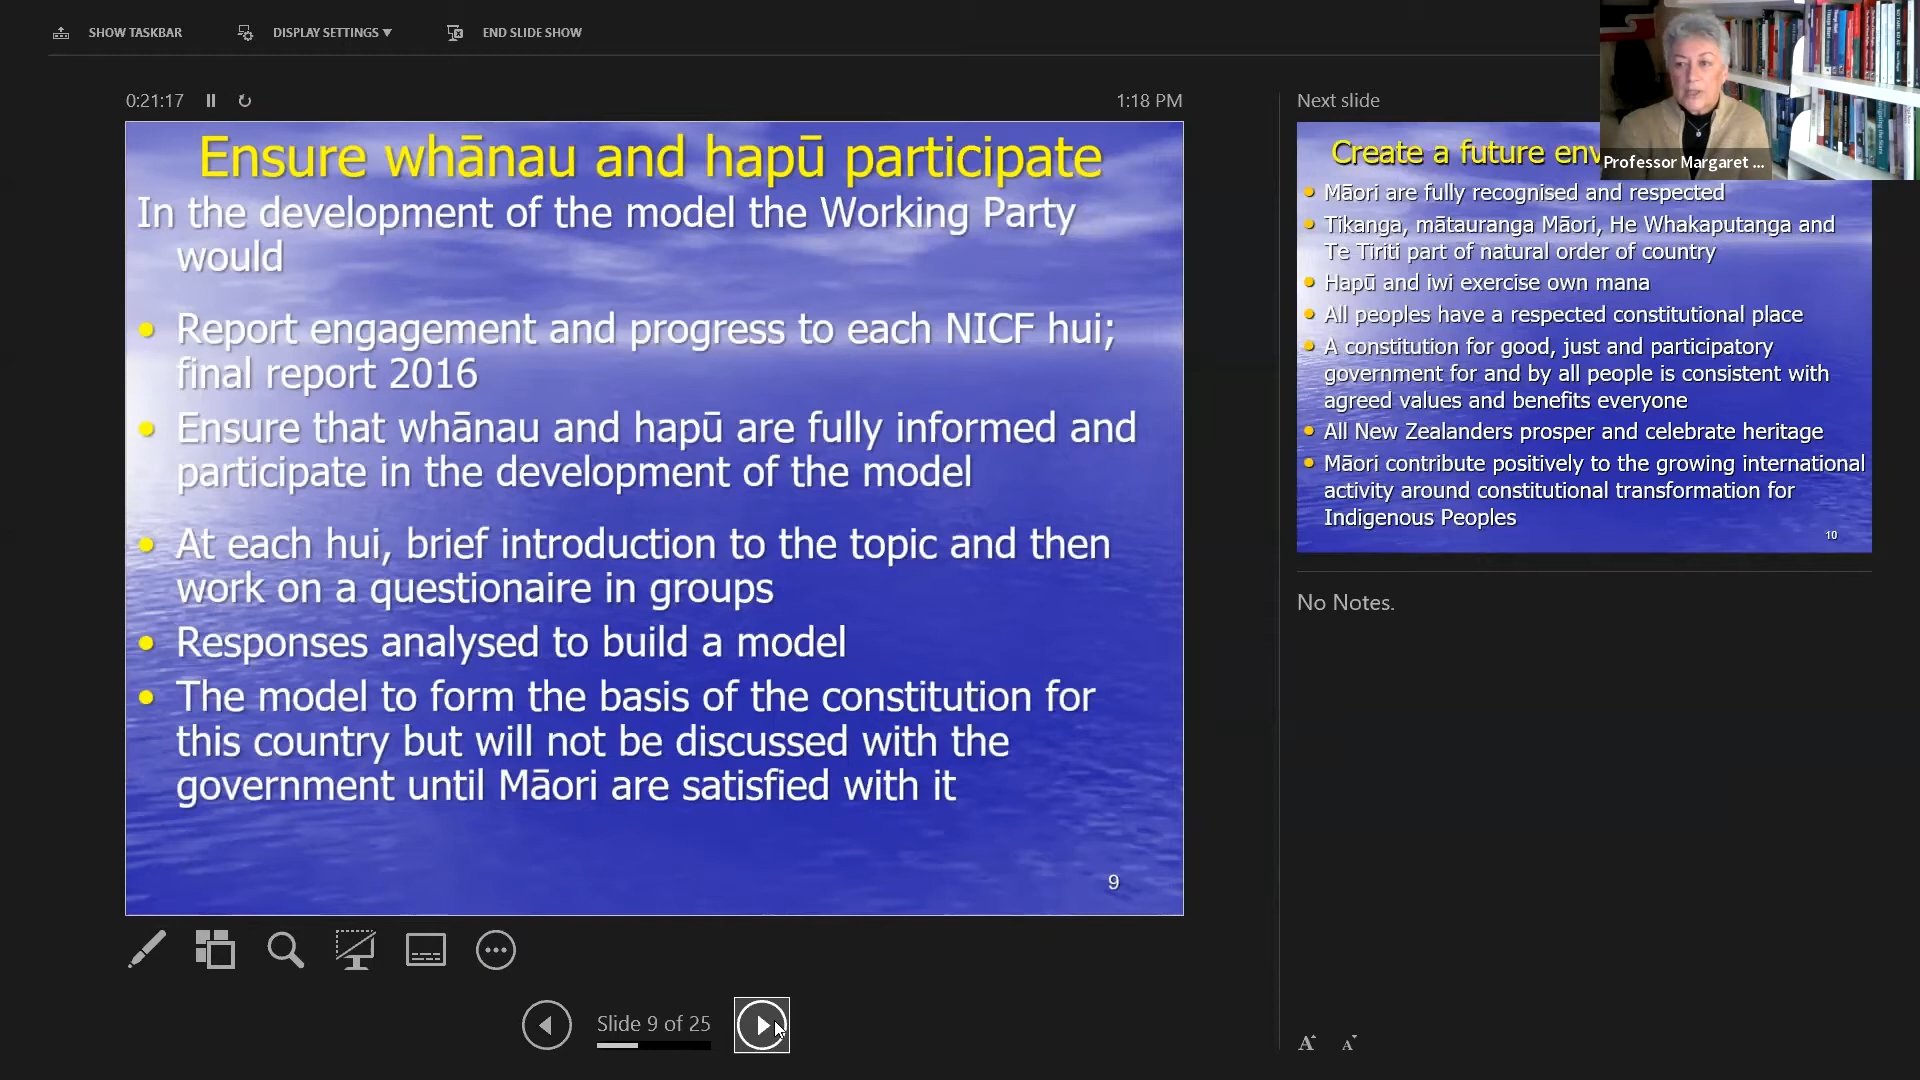 SHOW TASKBAR
DISPLAY SETTINGS ▼
END SLIDE SHOW
0:21:17
1:18 PM
Ensure whānau and hapū participate
In the development of the model the Working Party
would
• Report engagement and progress to each NICF hui;
final report 2016
• Ensure that whānau and hapū are fully informed and
participate in the development of the model
• At each hui, brief introduction to the topic and then
work on a questionaire in groups
• Responses analysed to build a model
• The model to form the basis of the constitution for
this country but will not be discussed with the
government until Māori are satisfied with it
9
Slide 9 of 25
Next slide
Create a future env
• Māori are fully recognised and respected
• Tikanga, mātauranga Māori, He Whakaputanga and
Te Tiriti part of natural order of country
• Hapū and iwi exercise own mana
• All peoples have a respected constitutional place
• A constitution for good, just and participatory
government for and by all people is consistent with
agreed values and benefits everyone
• All New Zealanders prosper and celebrate heritage
• Māori contribute positively to the growing international
activity around constitutional transformation for
Indigenous Peoples
10
Professor Margaret ...
No Notes.
A A